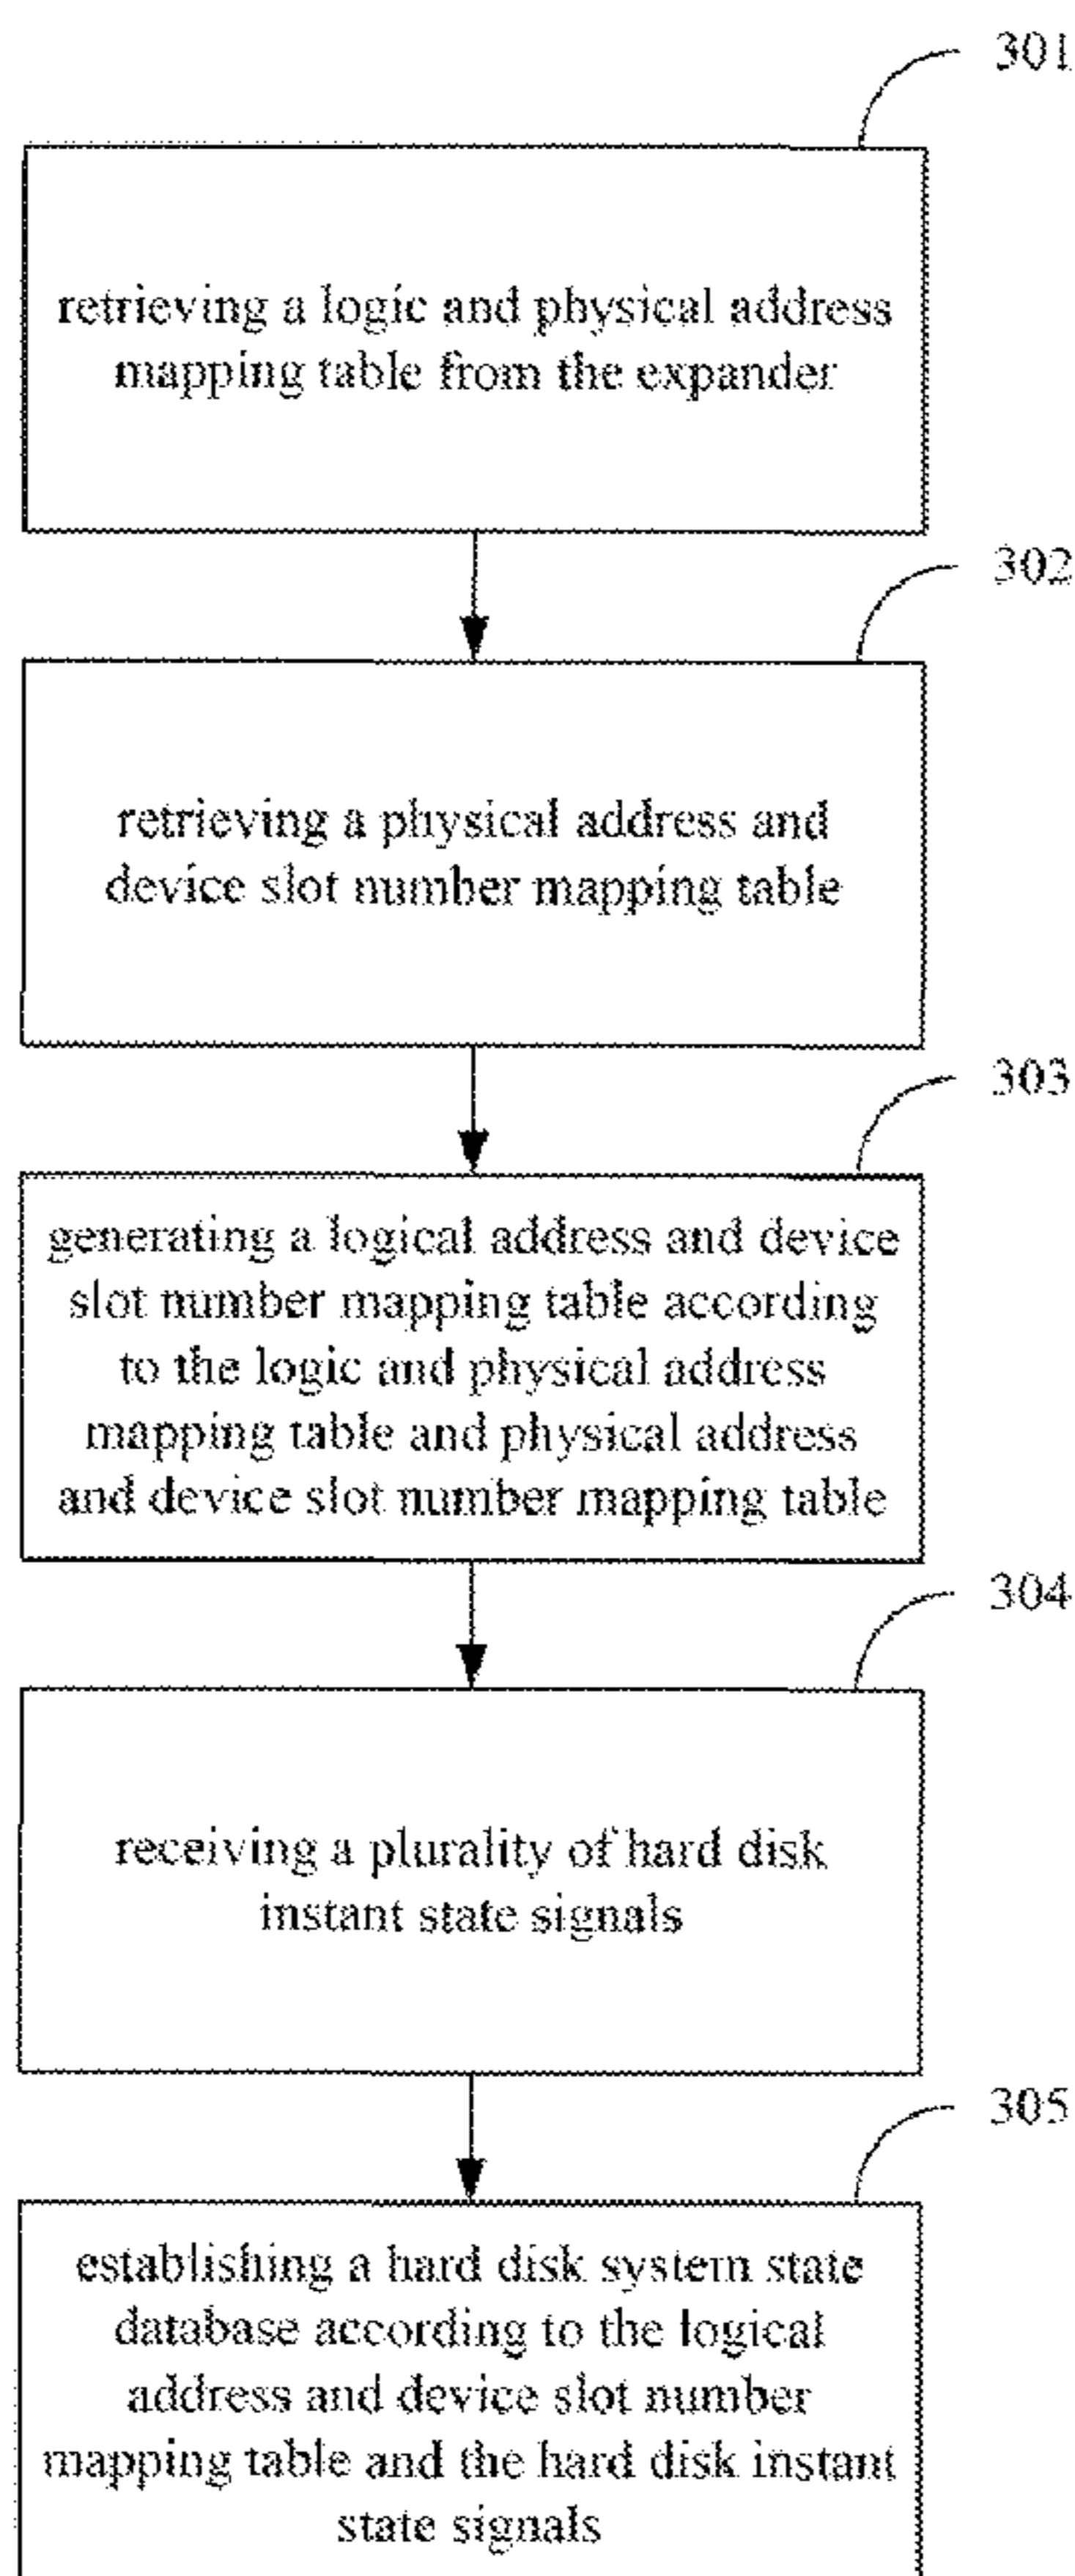 301
retrieving a logic and physical address
mapping table from the expander
302
retrieving a physical address and
device slot number mapping table
303
generating a logical address and device
slot number mapping table according
to the logic and physical address
mapping table and physical address
and device slot number mapping table
304
receiving a plurality of hard disk
instant state signals
305
establishing a hard disk system state
database according to the logical
address and device slot number
mapping table and the hard disk instant
state signals